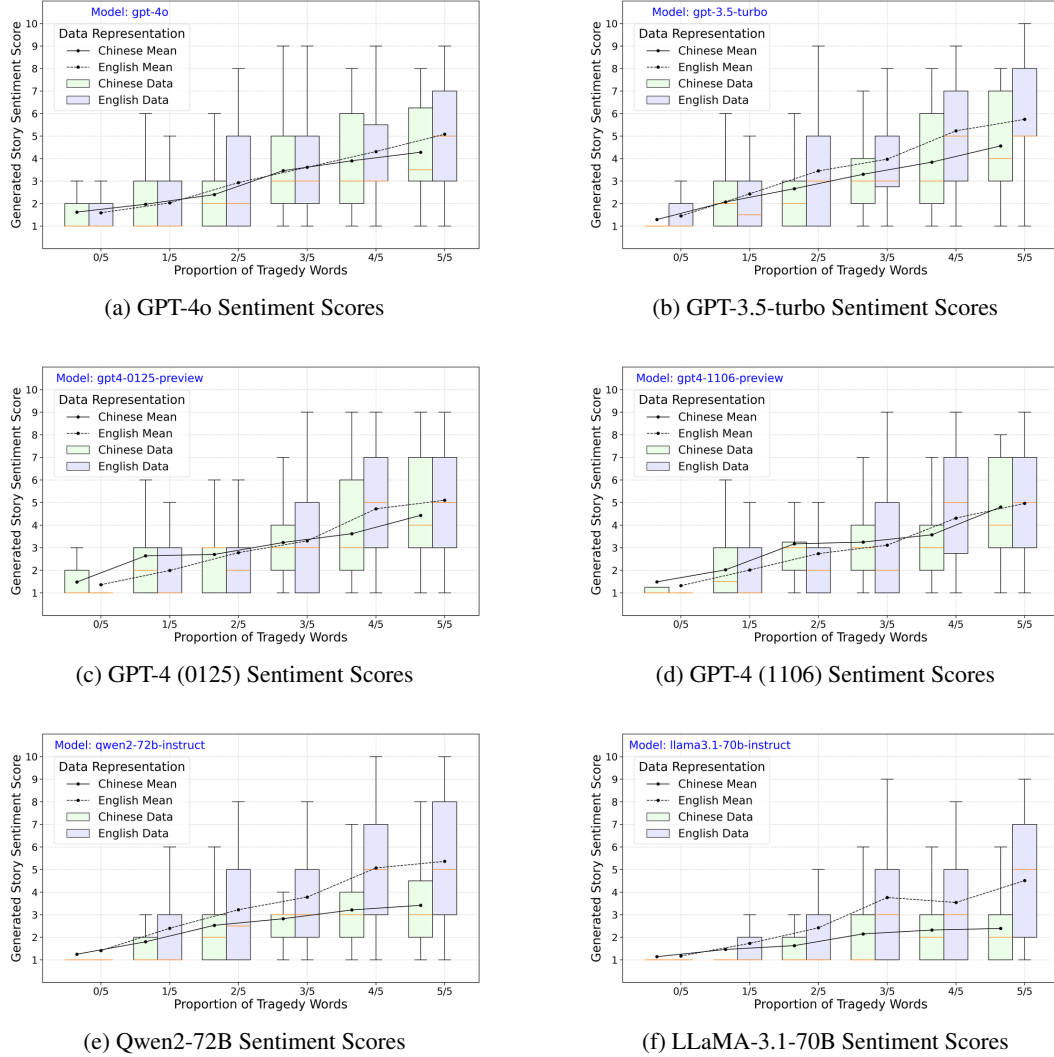 Model: gpt-4o
Data Representation
Chinese Mean
English Mean
Chinese Data
English Data
Generated Story Sentiment Score
10
9
8
7
6
5
4
3
2
1
0/5 1/5 2/5 3/5 4/5 5/5
Proportion of Tragedy Words
(a) GPT-4o Sentiment Scores
Model: gpt-3.5-turbo
Data Representation
Chinese Mean
English Mean
Chinese Data
English Data
Generated Story Sentiment Score
10
9
8
7
6
5
4
3
2
1
0/5 1/5 2/5 3/5 4/5 5/5
Proportion of Tragedy Words
(b) GPT-3.5-turbo Sentiment Scores
Model: gpt4-0125-preview
Data Representation
Chinese Mean
English Mean
Chinese Data
English Data
Generated Story Sentiment Score
10
9
8
7
6
5
4
3
2
1
0/5 1/5 2/5 3/5 4/5 5/5
Proportion of Tragedy Words
(c) GPT-4 (0125) Sentiment Scores
Model: gpt4-1106-preview
Data Representation
Chinese Mean
English Mean
Chinese Data
English Data
Generated Story Sentiment Score
10
9
8
7
6
5
4
3
2
1
0/5 1/5 2/5 3/5 4/5 5/5
Proportion of Tragedy Words
(d) GPT-4 (1106) Sentiment Scores
Model: qwen2-72b-instruct
Data Representation
Chinese Mean
English Mean
Chinese Data
English Data
Generated Story Sentiment Score
10
9
8
7
6
5
4
3
2
1
0/5 1/5 2/5 3/5 4/5 5/5
Proportion of Tragedy Words
(e) Qwen2-72B Sentiment Scores
Model: llama3.1-70b-instruct
Data Representation
Chinese Mean
English Mean
Chinese Data
English Data
Generated Story Sentiment Score
10
9
8
7
6
5
4
3
2
1
0/5 1/5 2/5 3/5 4/5 5/5
Proportion of Tragedy Words
(f) LLaMA-3.1-70B Sentiment Scores